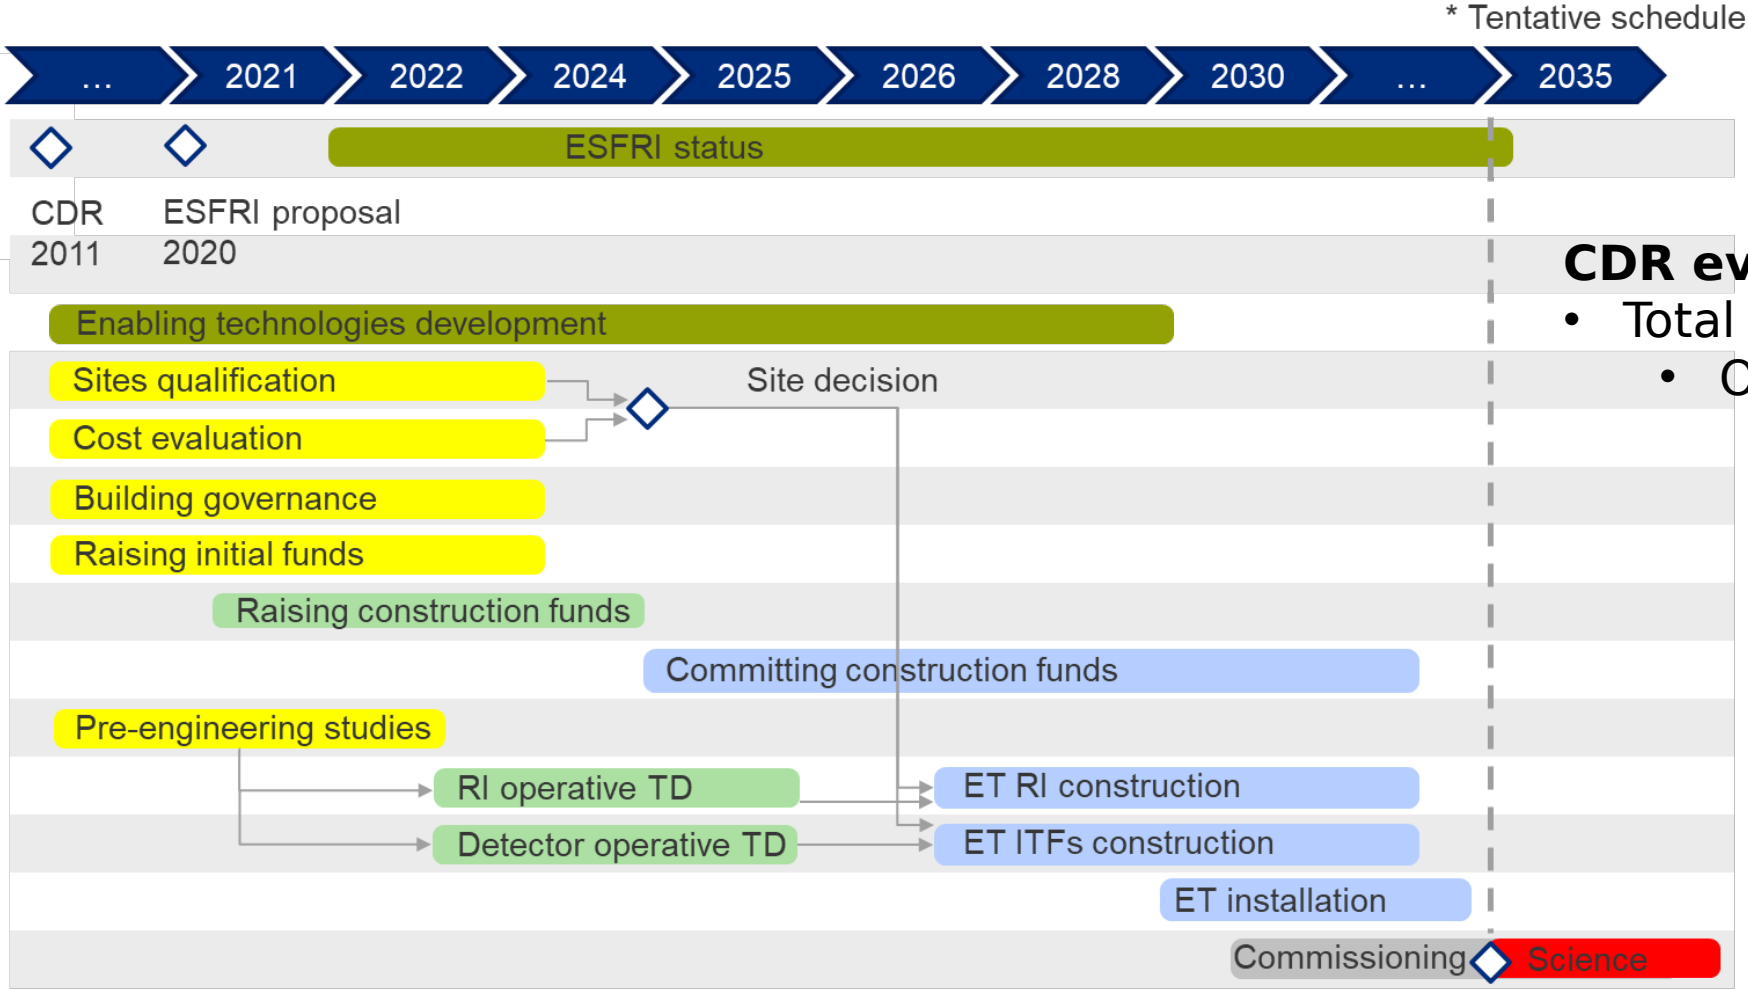 * Tentative schedule
... 2021 2022 2024 2025 2026 2028 2030 ... 2035
ESFRI status
CDR
2011
ESFRI proposal
2020
CDR ev
• Total
• C
Enabling technologies development
Sites qualification
Site decision
Cost evaluation
Building governance
Raising initial funds
Raising construction funds
Committing construction funds
Pre-engineering studies
RI operative TD
ET RI construction
Detector operative TD
ET ITFs construction
ET installation
Commissioning
Science